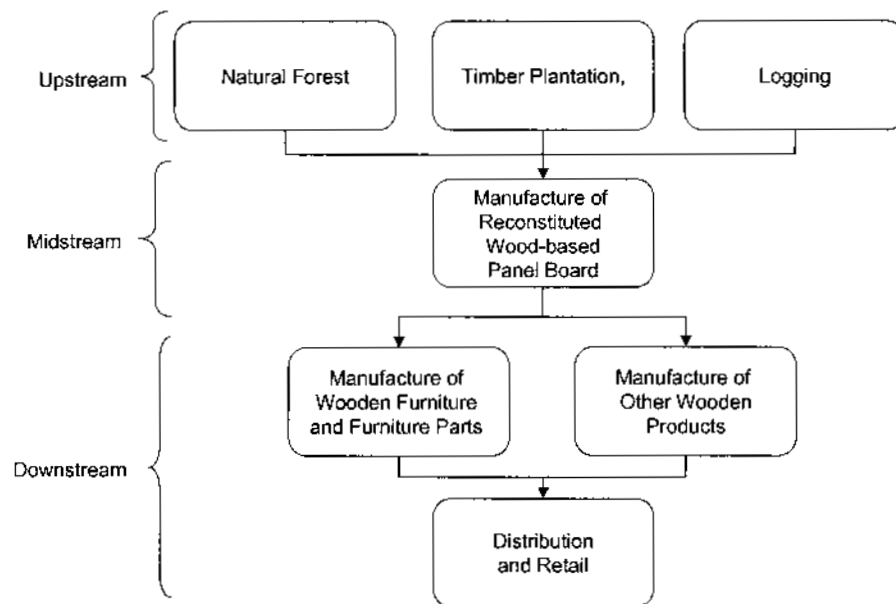 Upstream
Natural Forest
Timber Plantation,
Logging
Midstream
Manufacture of
Reconstituted
Wood-based
Panel Board
Downstream
Manufacture of
Wooden Furniture
and Furniture Parts
Manufacture of
Other Wooden
Products
Distribution
and Retail